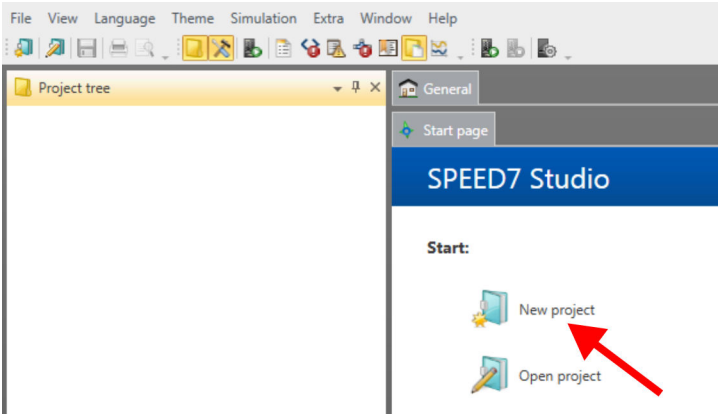 File View Language Theme Simulation Extra Window Help
Project tree
General
Start page
SPEED7 Studio
Start:
New project
Open project